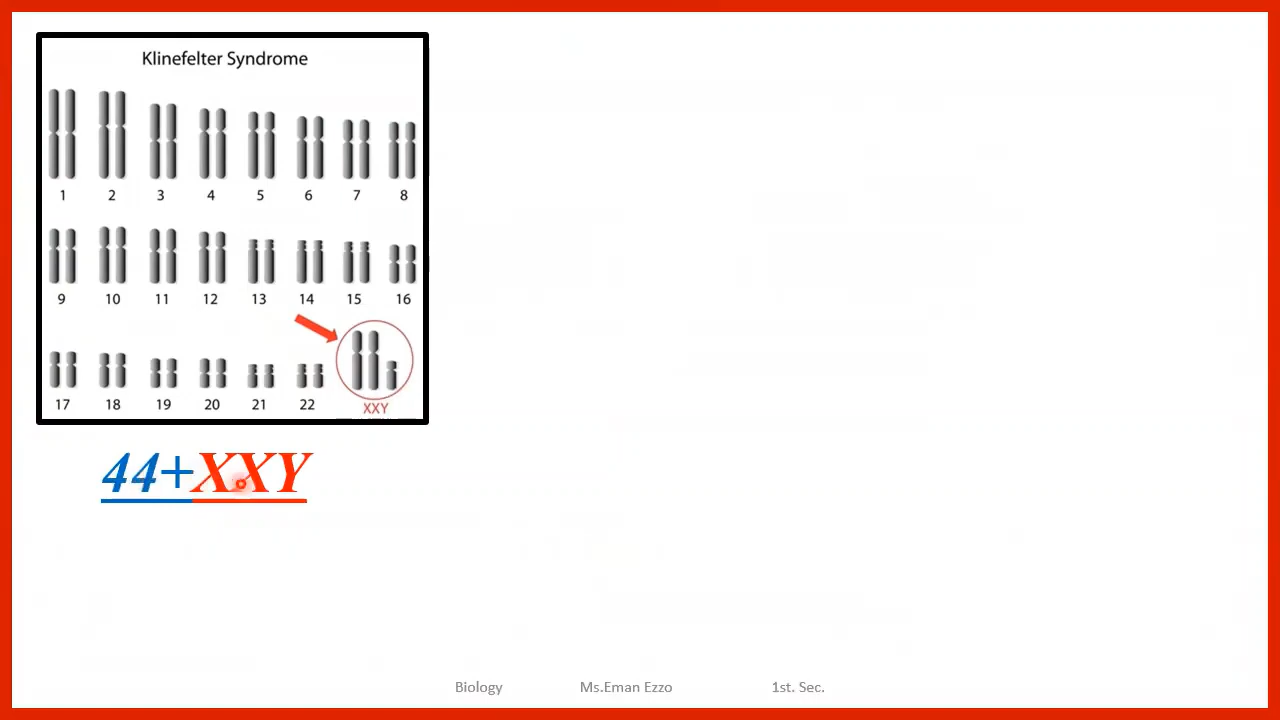 Klinefelter Syndrome
1 2 3 4 5 6 7 8
9 10 11 12 13 14 15 16
17 18 19 20 21 22 XXY
44+XXY
Biology Ms.Eman Ezzo 1st. Sec.